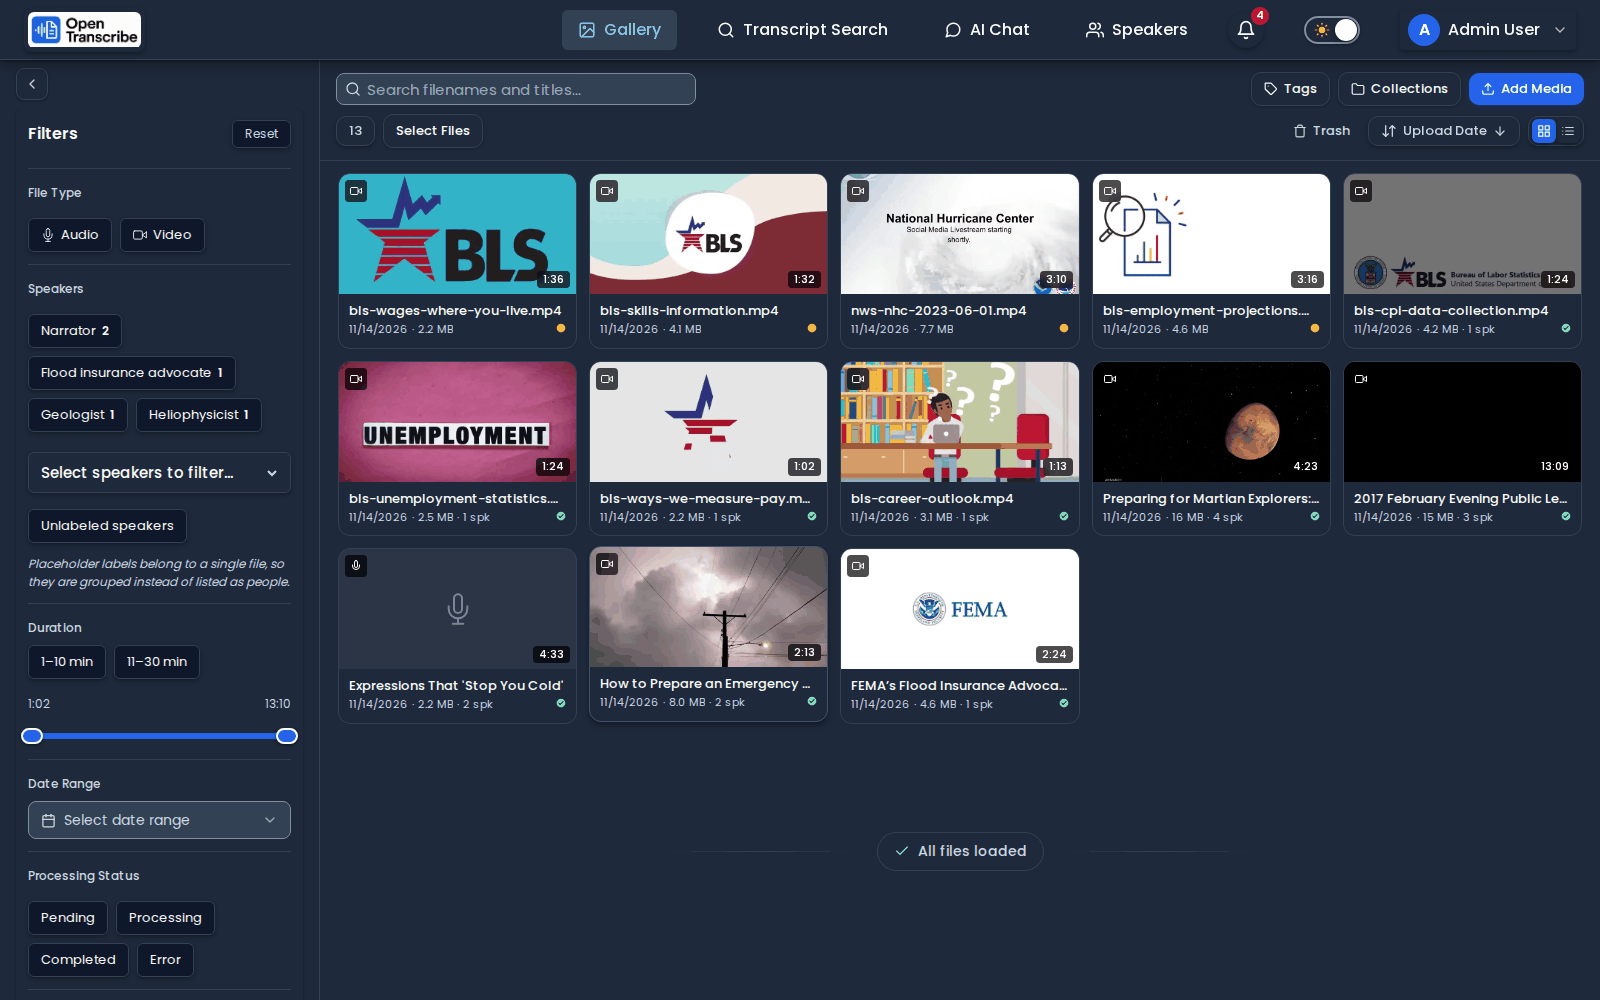 Open
Transcribe
Gallery
Transcript Search
AI Chat
Speakers
4
A
Admin User
Filters
Reset
File Type
Audio
Video
Speakers
Narrator 2
Flood insurance advocate 1
Geologist 1
Heliophysicist 1
Select speakers to filter...
Unlabeled speakers
Placeholder labels belong to a single file, so
they are grouped instead of listed as people.
Duration
1–10 min
11–30 min
1:02
13:10
Date Range
Select date range
Processing Status
Pending
Processing
Completed
Error
Search filenames and titles...
Tags
Collections
Add Media
13
Select Files
Trash
Upload Date
BLS
1:36
bls-wages-where-you-live.mp4
11/14/2026 · 2.2 MB
BLS
1:32
bls-skills-information.mp4
11/14/2026 · 4.1 MB
National Hurricane Center
Social Media Livestream starting
shortly.
3:10
nws-nhc-2023-06-01.mp4
11/14/2026 · 7.7 MB
3:16
bls-employment-projections....
11/14/2026 · 4.6 MB
BLS
Bureau of Labor Statistics
United States Department
1:24
bls-cpi-data-collection.mp4
11/14/2026 · 4.2 MB · 1 spk
UNEMPLOYMENT
1:24
bls-unemployment-statistics....
11/14/2026 · 2.5 MB · 1 spk
1:02
bls-ways-we-measure-pay.m...
11/14/2026 · 2.2 MB · 1 spk
? ? ? ?
1:13
bls-career-outlook.mp4
11/14/2026 · 3.1 MB · 1 spk
4:23
Preparing for Martian Explorers:...
11/14/2026 · 16 MB · 4 spk
13:09
2017 February Evening Public Le...
11/14/2026 · 15 MB · 3 spk
4:33
Expressions That 'Stop You Cold'
11/14/2026 · 2.2 MB · 2 spk
2:13
How to Prepare an Emergency ...
11/14/2026 · 8.0 MB · 2 spk
FEMA
2:24
FEMA's Flood Insurance Advoca...
11/14/2026 · 4.6 MB · 1 spk
All files loaded